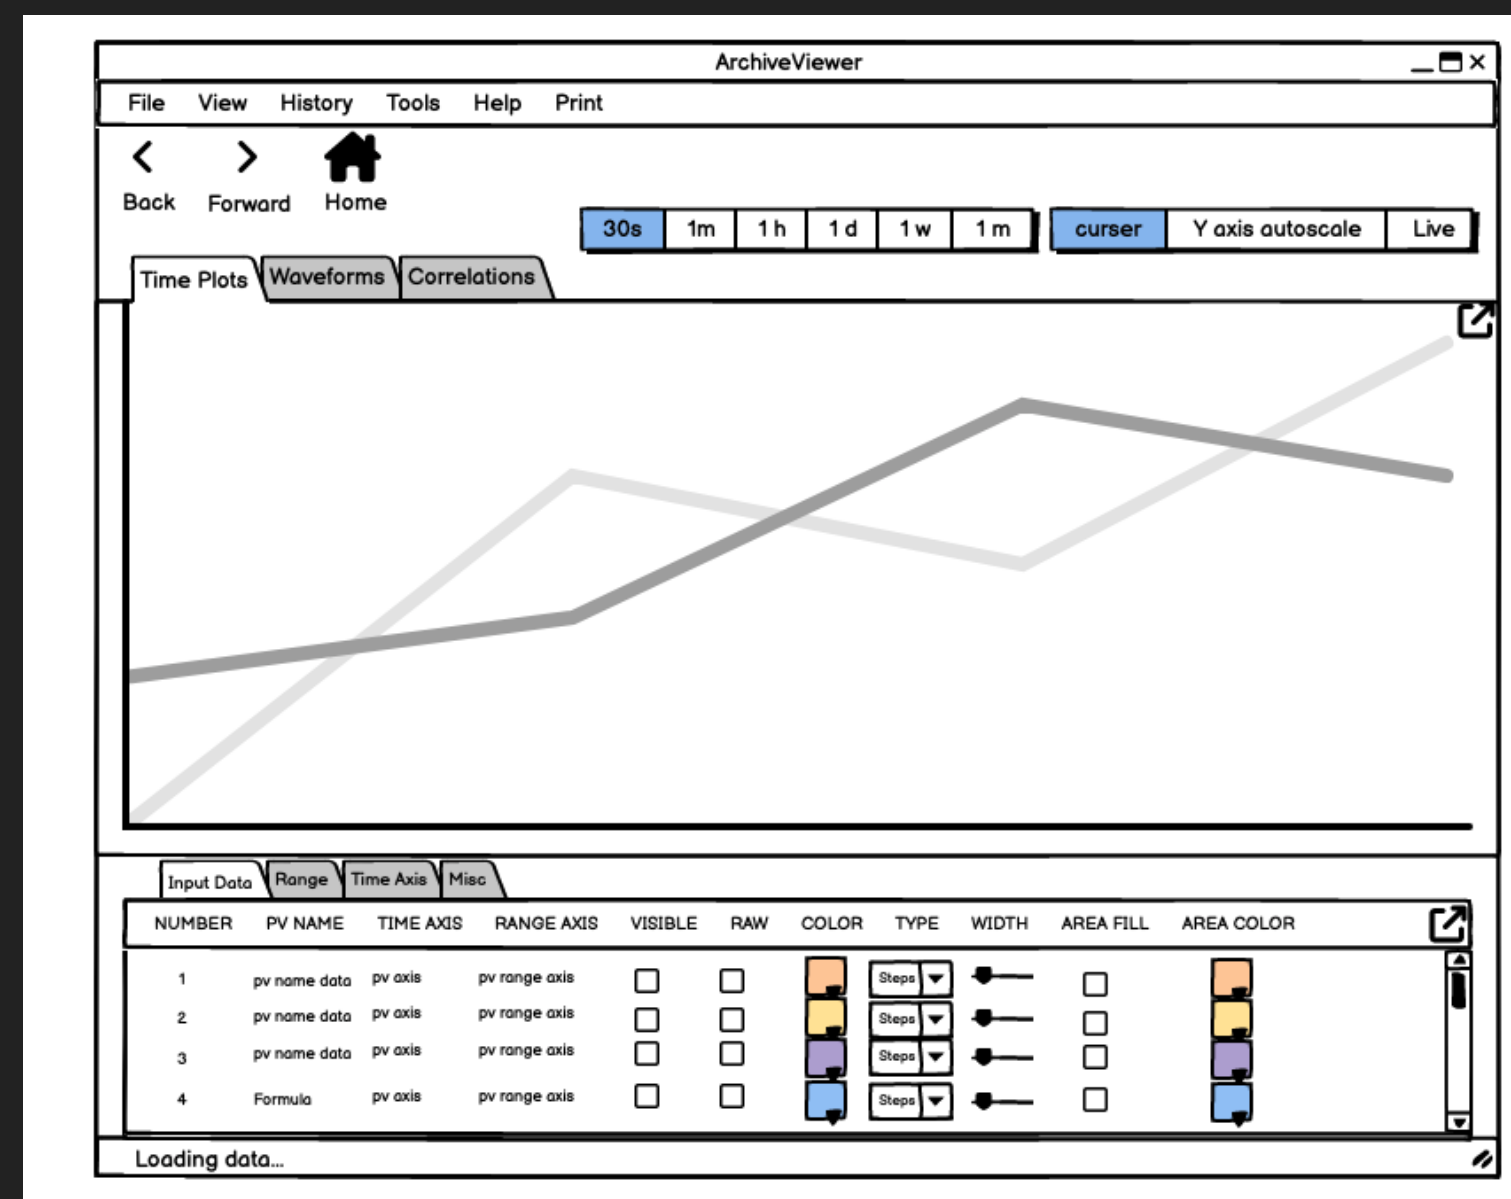 ArchiveViewer
File View History Tools Help Print
Back Forward Home
30s 1m 1 h 1 d 1 w 1 m curser Y axis autoscale Live
Time Plots Waveforms Correlations
Input Data Range Time Axis Misc
NUMBER PV NAME TIME AXIS RANGE AXIS VISIBLE RAW COLOR TYPE WIDTH AREA FILL AREA COLOR
1 pv name data pv axis pv range axis Steps
2 pv name data pv axis pv range axis Steps
3 pv name data pv axis pv range axis Steps
4 Formula pv axis pv range axis Steps
Loading data...